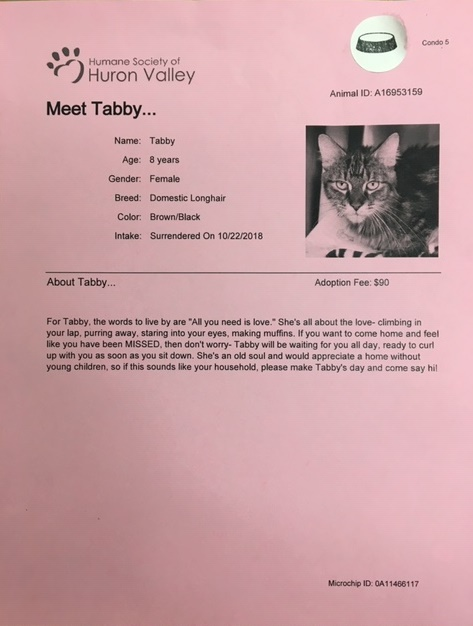 Humane Society of
Huron Valley
Condo 5
Animal ID: A16953159
Meet Tabby...
Name: Tabby
Age: 8 years
Gender: Female
Breed: Domestic Longhair
Color: Brown/Black
Intake: Surrendered On 10/22/2018
About Tabby...
Adoption Fee: $90
For Tabby, the words to live by are "All you need is love." She's all about the love- climbing in
your lap, purring away, staring into your eyes, making muffins. If you want to come home and feel
like you have been MISSED, then don't worry- Tabby will be waiting for you all day, ready to curl
up with you as soon as you sit down. She's an old soul and would appreciate a home without
young children, so if this sounds like your household, please make Tabby's day and come say hi!
Microchip ID: 0A11466117